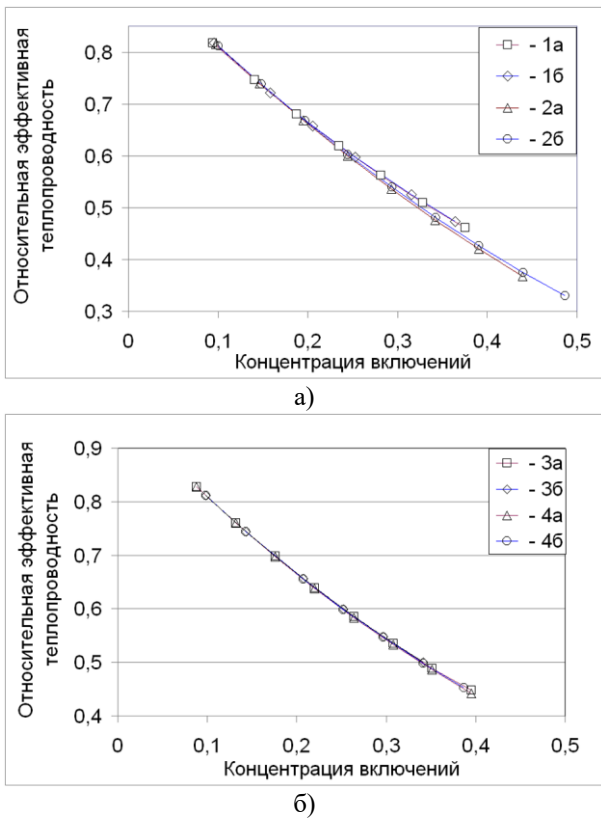 Относительная эффективная
теплопроводность
0,8
0,7
0,6
0,5
0,4
0,3
0
0,1
0,2
0,3
0,4
0,5
Концентрация включений
- 1а
- 1б
- 2а
- 2б
а)
Относительная эффективная
теплопроводность
0,9
0,8
0,7
0,6
0,5
0,4
0
0,1
0,2
0,3
0,4
0,5
Концентрация включений
- 3а
- 3б
- 4а
- 4б
б)